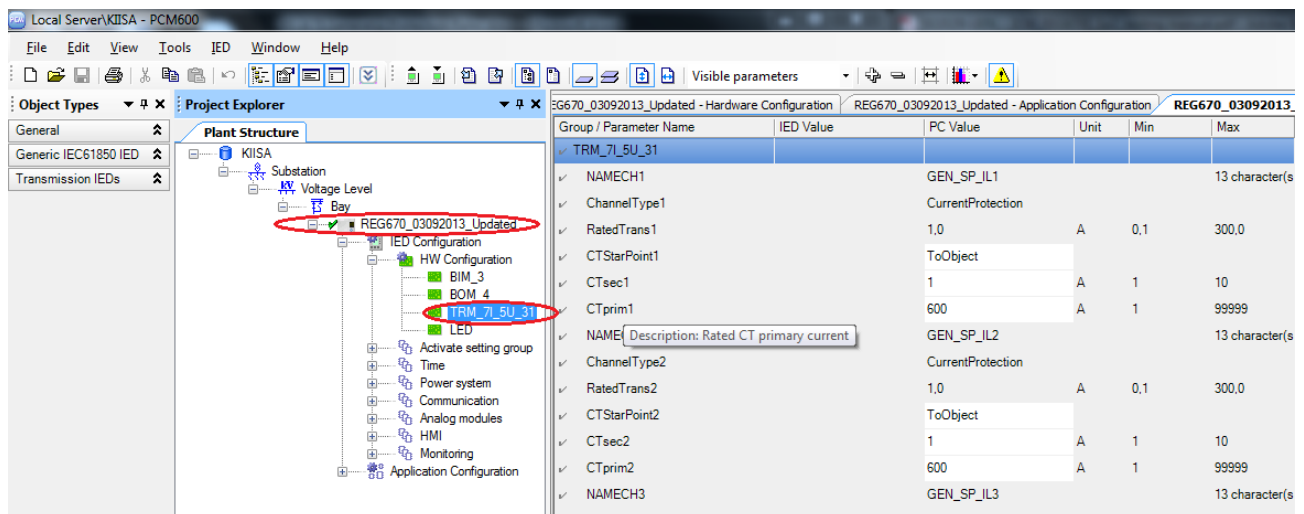 Local Server\KIISA - PCM600
File Edit View Tools IED Window Help
Visible parameters
Object Types
General
Generic IEC61850 IED
Transmission IEDs
Project Explorer
Plant Structure
KIISA
Substation
Voltage Level
Bay
REG670_03092013_Updated
IED Configuration
HW Configuration
BIM_3
BOM_4
TRM_7I_5U_31
LED
Activate setting group
Time
Power system
Communication
Analog modules
HMI
Monitoring
Application Configuration
EG670_03092013_Updated - Hardware Configuration REG670_03092013_Updated - Application Configuration REG670_03092013_
Group / Parameter Name IED Value PC Value Unit Min Max
TRM_7I_5U_31
NAMECH1 GEN_SP_IL1 13 character(s
ChannelType1 CurrentProtection
RatedTrans1 1,0 A 0,1 300,0
CTStarPoint1 ToObject
CTsec1 1 A 1 10
CTprim1 600 A 1 99999
NAME GEN_SP_IL2 13 character(s
Description: Rated CT primary current
ChannelType2 CurrentProtection
RatedTrans2 1,0 A 0,1 300,0
CTStarPoint2 ToObject
CTsec2 1 A 1 10
CTprim2 600 A 1 99999
NAMECH3 GEN_SP_IL3 13 character(s